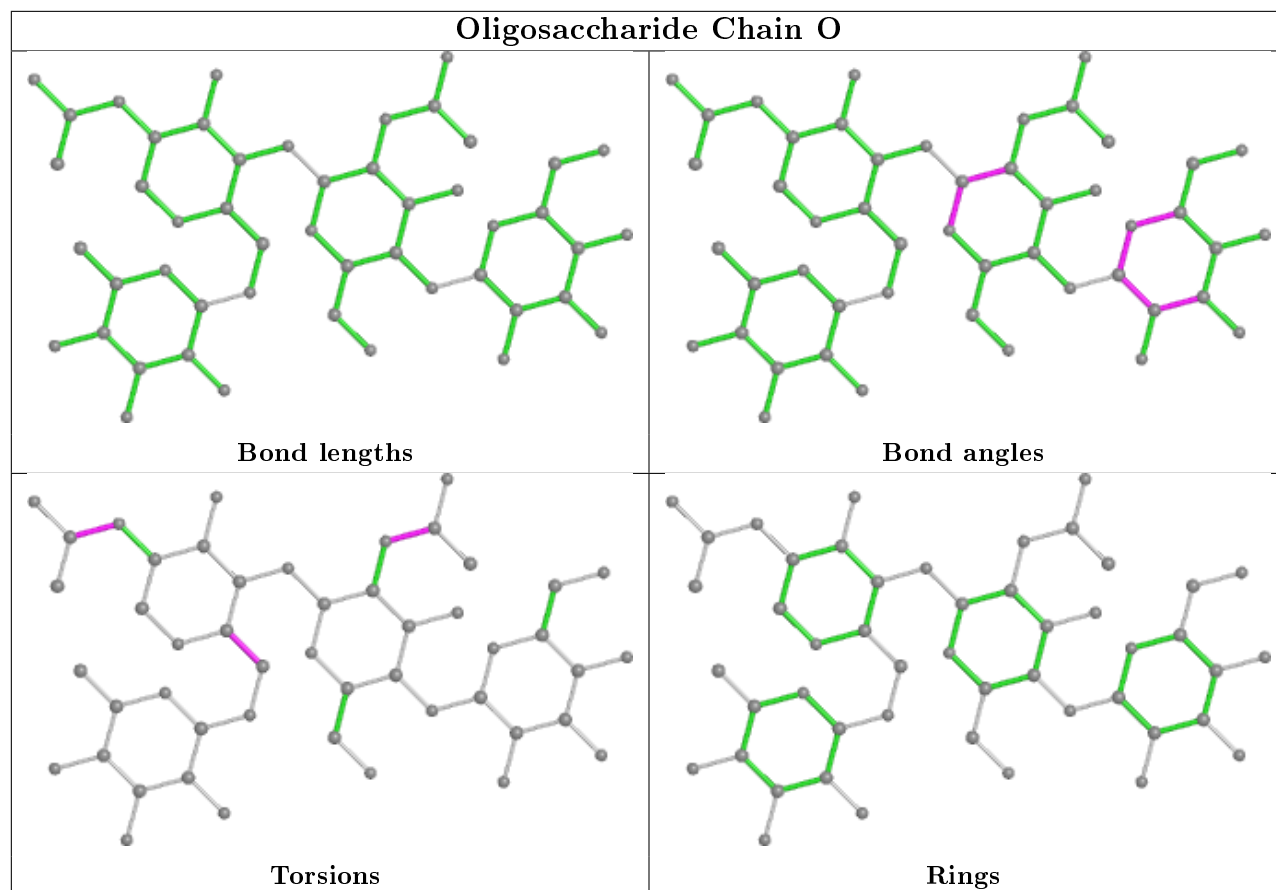 Oligosaccharide Chain O
Bond lengths
Bond angles
Torsions
Rings